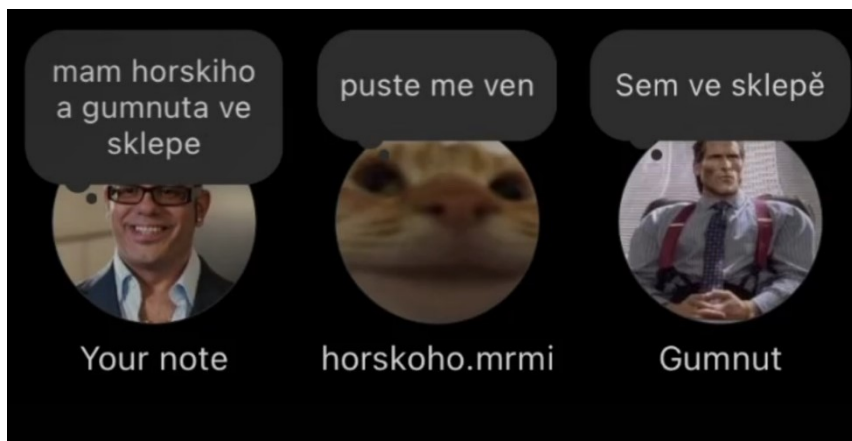 mam horskiho
a gumnuta ve
sklepe
puste me ven
Sem ve sklepě
Your note
horskoho.mrmi
Gumnut